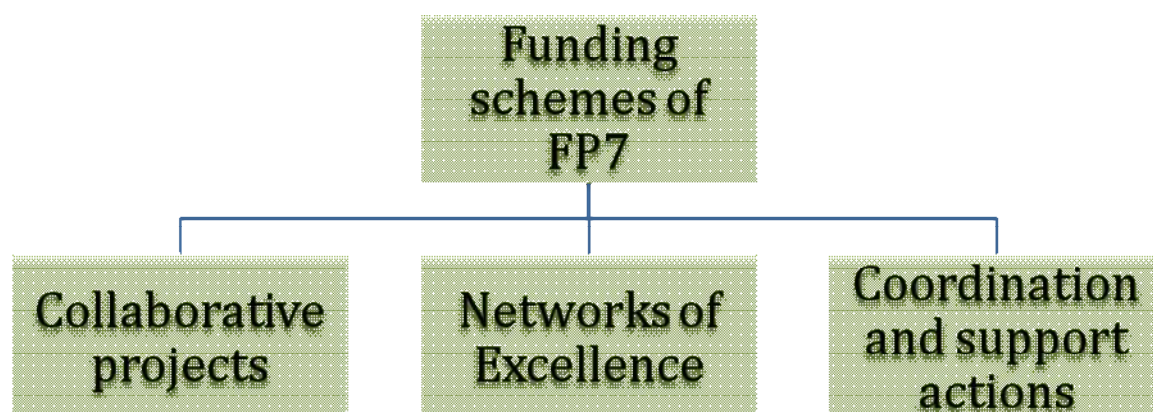 Funding
schemes of
FP7
Collaborative
projects
Networks of
Excellence
Coordination
and support
actions